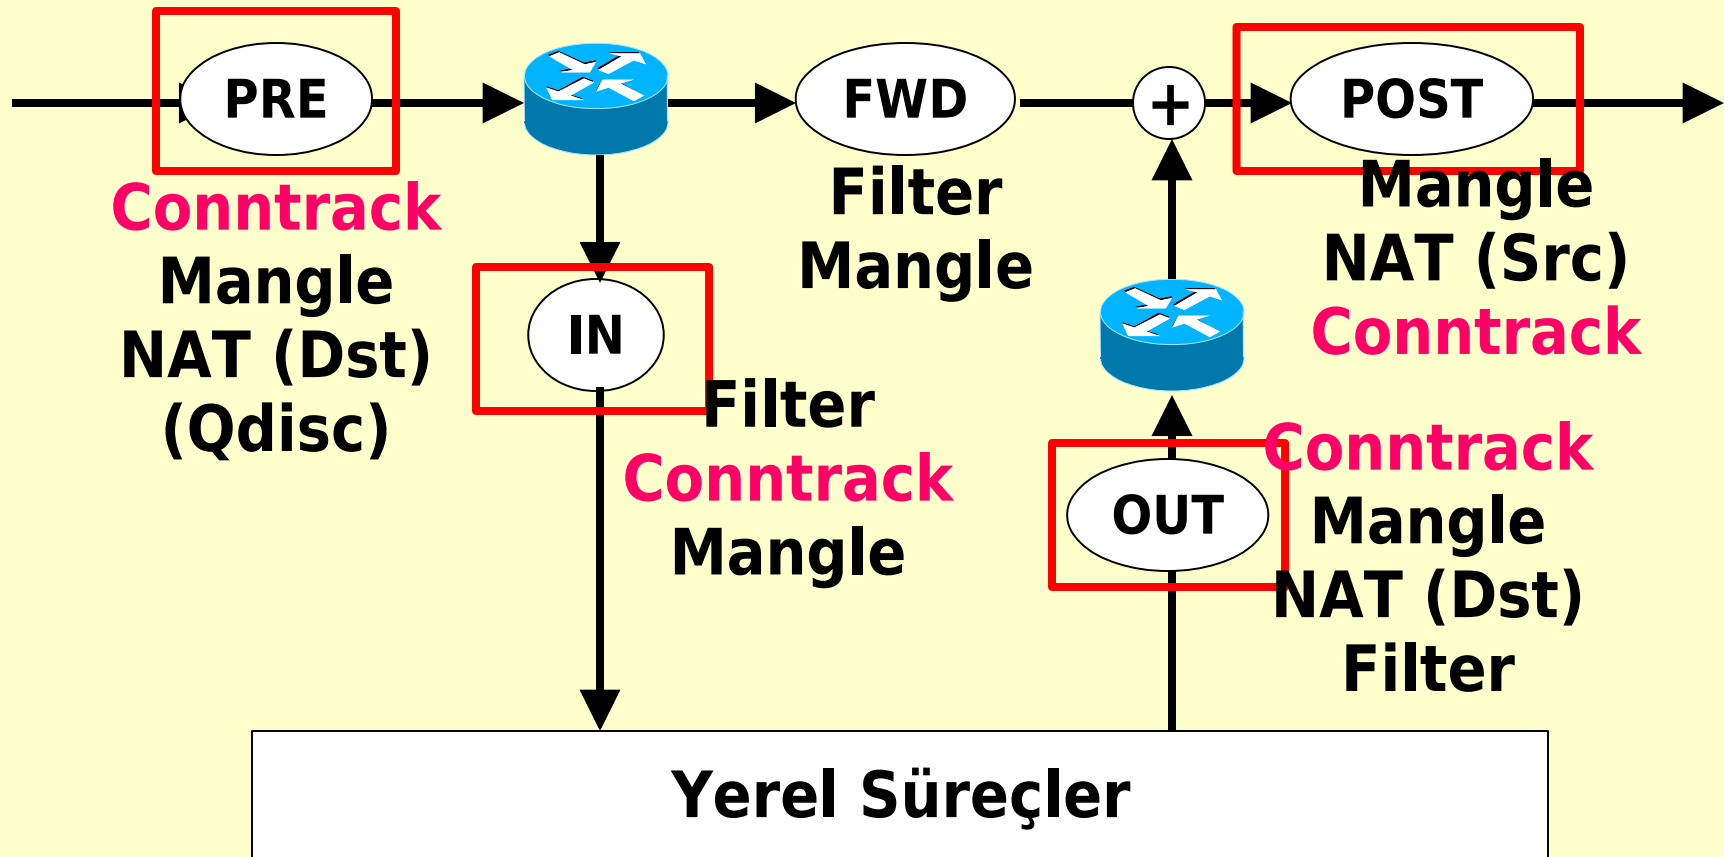 PRE
FWD
+
POST
Conntrack
Mangle
NAT (Dst)
(Qdisc)
Filter
Mangle
Mangle
NAT (Src)
Conntrack
IN
Filter
Conntrack
Mangle
OUT
Conntrack
Mangle
NAT (Dst)
Filter
Yerel Süreçler